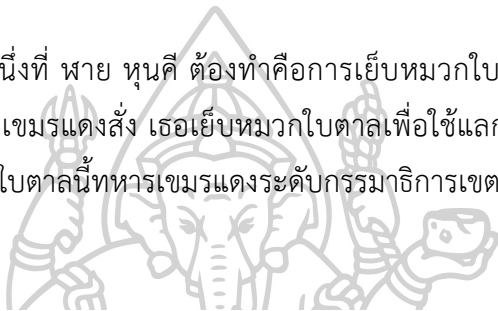 นึ่งที่ ฬาย หุนคี ต้องทำคือการเย็บหมวกใบ
เขมรแดงสั่ง เธอเย็บหมวกใบตาลเพื่อใช้แลก
ใบตาลนี้ทหารเขมรแดงระดับกรรมาธิการเขต